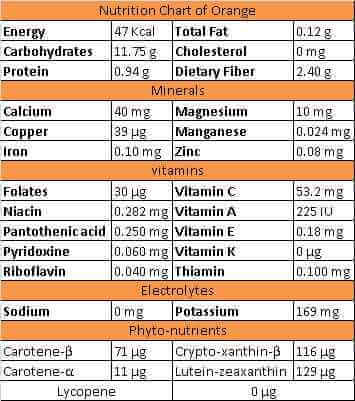 Nutrition Chart of Orange
Energy 47 Kcal Total Fat 0.12 g
Carbohydrates 11.75 g Cholesterol 0 mg
Protein 0.94 g Dietary Fiber 2.40 g
Minerals
Calcium 40 mg Magnesium 10 mg
Copper 39 µg Manganese 0.024 mg
Iron 0.10 mg Zinc 0.08 mg
vitamins
Folates 30 µg Vitamin C 53.2 mg
Niacin 0.282 mg Vitamin A 225 IU
Pantothenic acid 0.250 mg Vitamin E 0.18 mg
Pyridoxine 0.060 mg Vitamin K 0 µg
Riboflavin 0.040 mg Thiamin 0.100 mg
Electrolytes
Sodium 0 mg Potassium 169 mg
Phyto-nutrients
Carotene-β 71 µg Crypto-xanthin-β 116 µg
Carotene-α 11 µg Lutein-zeaxanthin 129 µg
Lycopene 0 µg